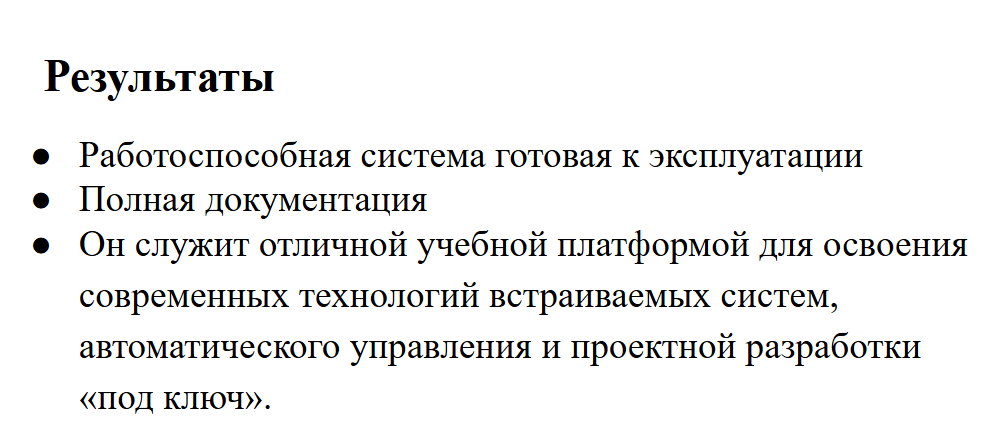 Результаты
● Работоспособная система готовая к эксплуатации
● Полная документация
● Он служит отличной учебной платформой для освоения
современных технологий встраиваемых систем,
автоматического управления и проектной разработки
«под ключ».